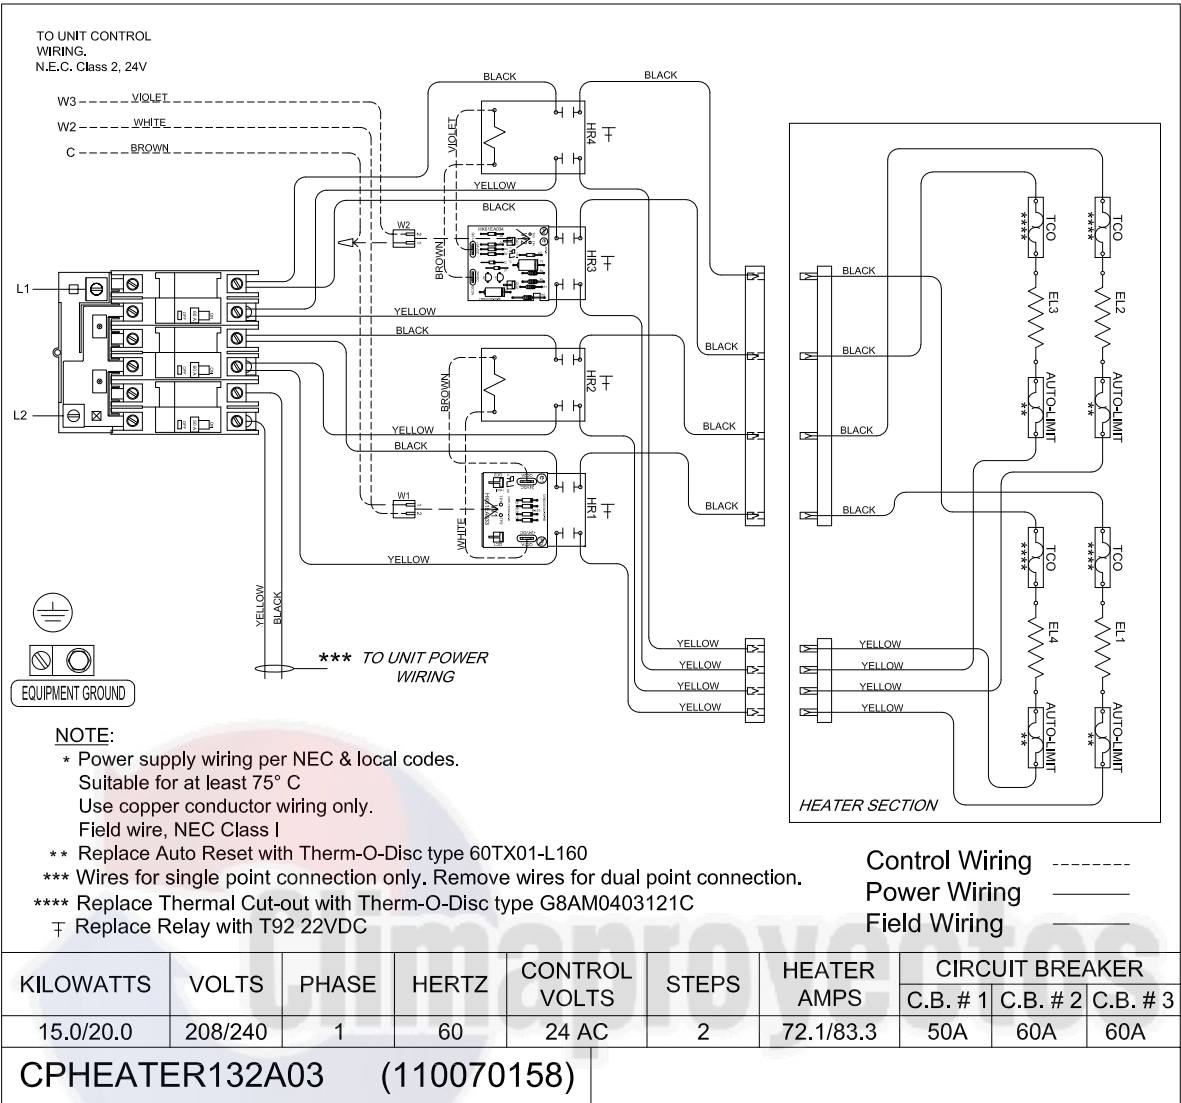 TO UNIT CONTROL
WIRING.
N.E.C. Class 2, 24V
W3
VIOLET
W2
WHITE
C
BROWN
BLACK
BLACK
VIOLET
HR4
YELLOW
BLACK
W2
BROWN
HR3
L1
YELLOW
BLACK
BROWN
HR2
L2
YELLOW
BLACK
W1
HR1
WHITE
YELLOW
YELLOW
BLACK
BLACK
BLACK
BLACK
BLACK
BLACK
BLACK
BLACK
YELLOW
YELLOW
YELLOW
YELLOW
YELLOW
YELLOW
YELLOW
YELLOW
TCO
****
TCO
****
EL3
EL2
AUTO-LIMIT
**
AUTO-LIMIT
**
TCO
****
TCO
****
EL4
EL1
AUTO-LIMIT
**
AUTO-LIMIT
**
HEATER SECTION
*** TO UNIT POWER
WIRING
EQUIPMENT GROUND
NOTE:
* Power supply wiring per NEC & local codes.
Suitable for at least 75° C
Use copper conductor wiring only.
Field wire, NEC Class I
** Replace Auto Reset with Therm-O-Disc type 60TX01-L160
*** Wires for single point connection only. Remove wires for dual point connection.
**** Replace Thermal Cut-out with Therm-O-Disc type G8AM0403121C
Replace Relay with T92 22VDC
Control Wiring
Power Wiring
Field Wiring
Climaproyectos
KILOWATTS VOLTS PHASE HERTZ CONTROL VOLTS STEPS HEATER AMPS CIRCUIT BREAKER
C.B. # 1 C.B. # 2 C.B. # 3
15.0/20.0 208/240 1 60 24 AC 2 72.1/83.3 50A 60A 60A
CPHEATER132A03 (110070158)